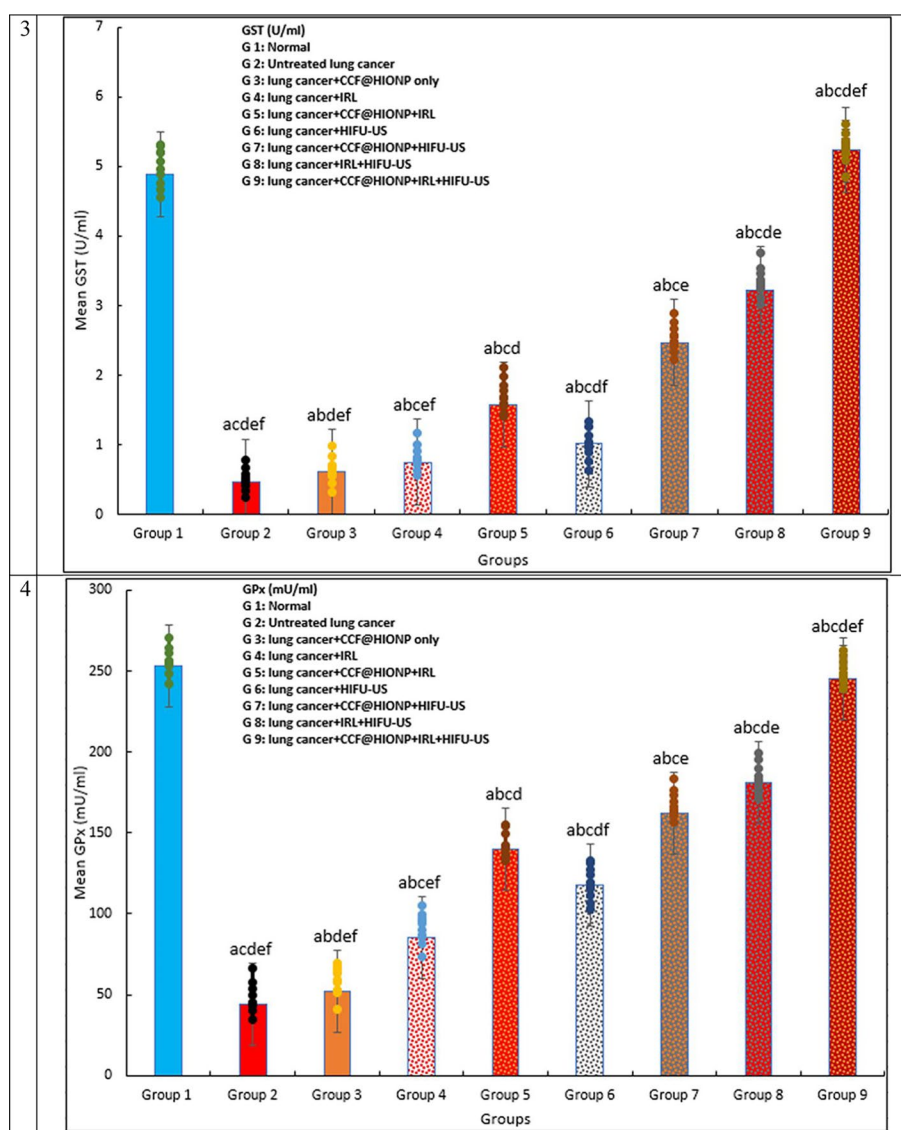 3
GST (U/ml)
G 1: Normal
G 2: Untreated lung cancer
G 3: lung cancer+CCF@HIONP only
G 4: lung cancer+IRL
G 5: lung cancer+CCF@HIONP+IRL
G 6: lung cancer+HIFU-US
G 7: lung cancer+CCF@HIONP+HIFU-US
G 8: lung cancer+IRL+HIFU-US
G 9: lung cancer+CCF@HIONP+IRL+HIFU-US
Mean GST (U/ml)
7
6
5
4
3
2
1
0
acdef
abdef
abcef
abcd
abcdf
abce
abcde
abcdef
Group 1 Group 2 Group 3 Group 4 Group 5 Group 6 Group 7 Group 8 Group 9
Groups
4
GPx (mU/ml)
G 1: Normal
G 2: Untreated lung cancer
G 3: lung cancer+CCF@HIONP only
G 4: lung cancer+IRL
G 5: lung cancer+CCF@HIONP+IRL
G 6: lung cancer+HIFU-US
G 7: lung cancer+CCF@HIONP+HIFU-US
G 8: lung cancer+IRL+HIFU-US
G 9: lung cancer+CCF@HIONP+IRL+HIFU-US
Mean GPx (mU/ml)
300
250
200
150
100
50
0
acdef
abdef
abcef
abcd
abcdf
abce
abcde
abcdef
Group 1 Group 2 Group 3 Group 4 Group 5 Group 6 Group 7 Group 8 Group 9
Groups